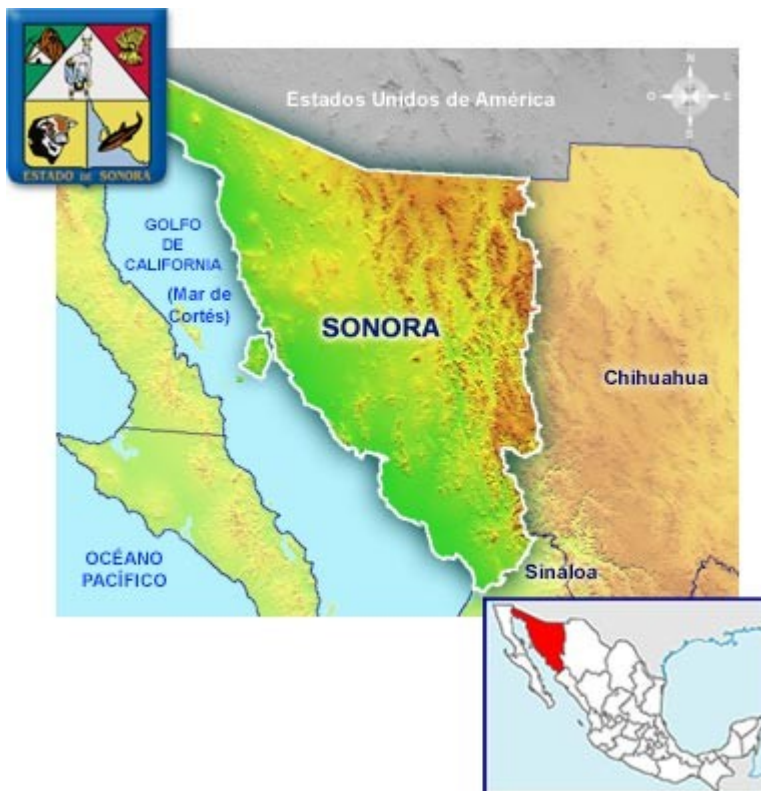 Estados Unidos de América
N
O
E
S
ESTADO DE SONORA
GOLFO
DE
CALIFORNIA
(Mar de
Cortés)
SONORA
Chihuahua
OCÉANO
PACÍFICO
Sinaloa